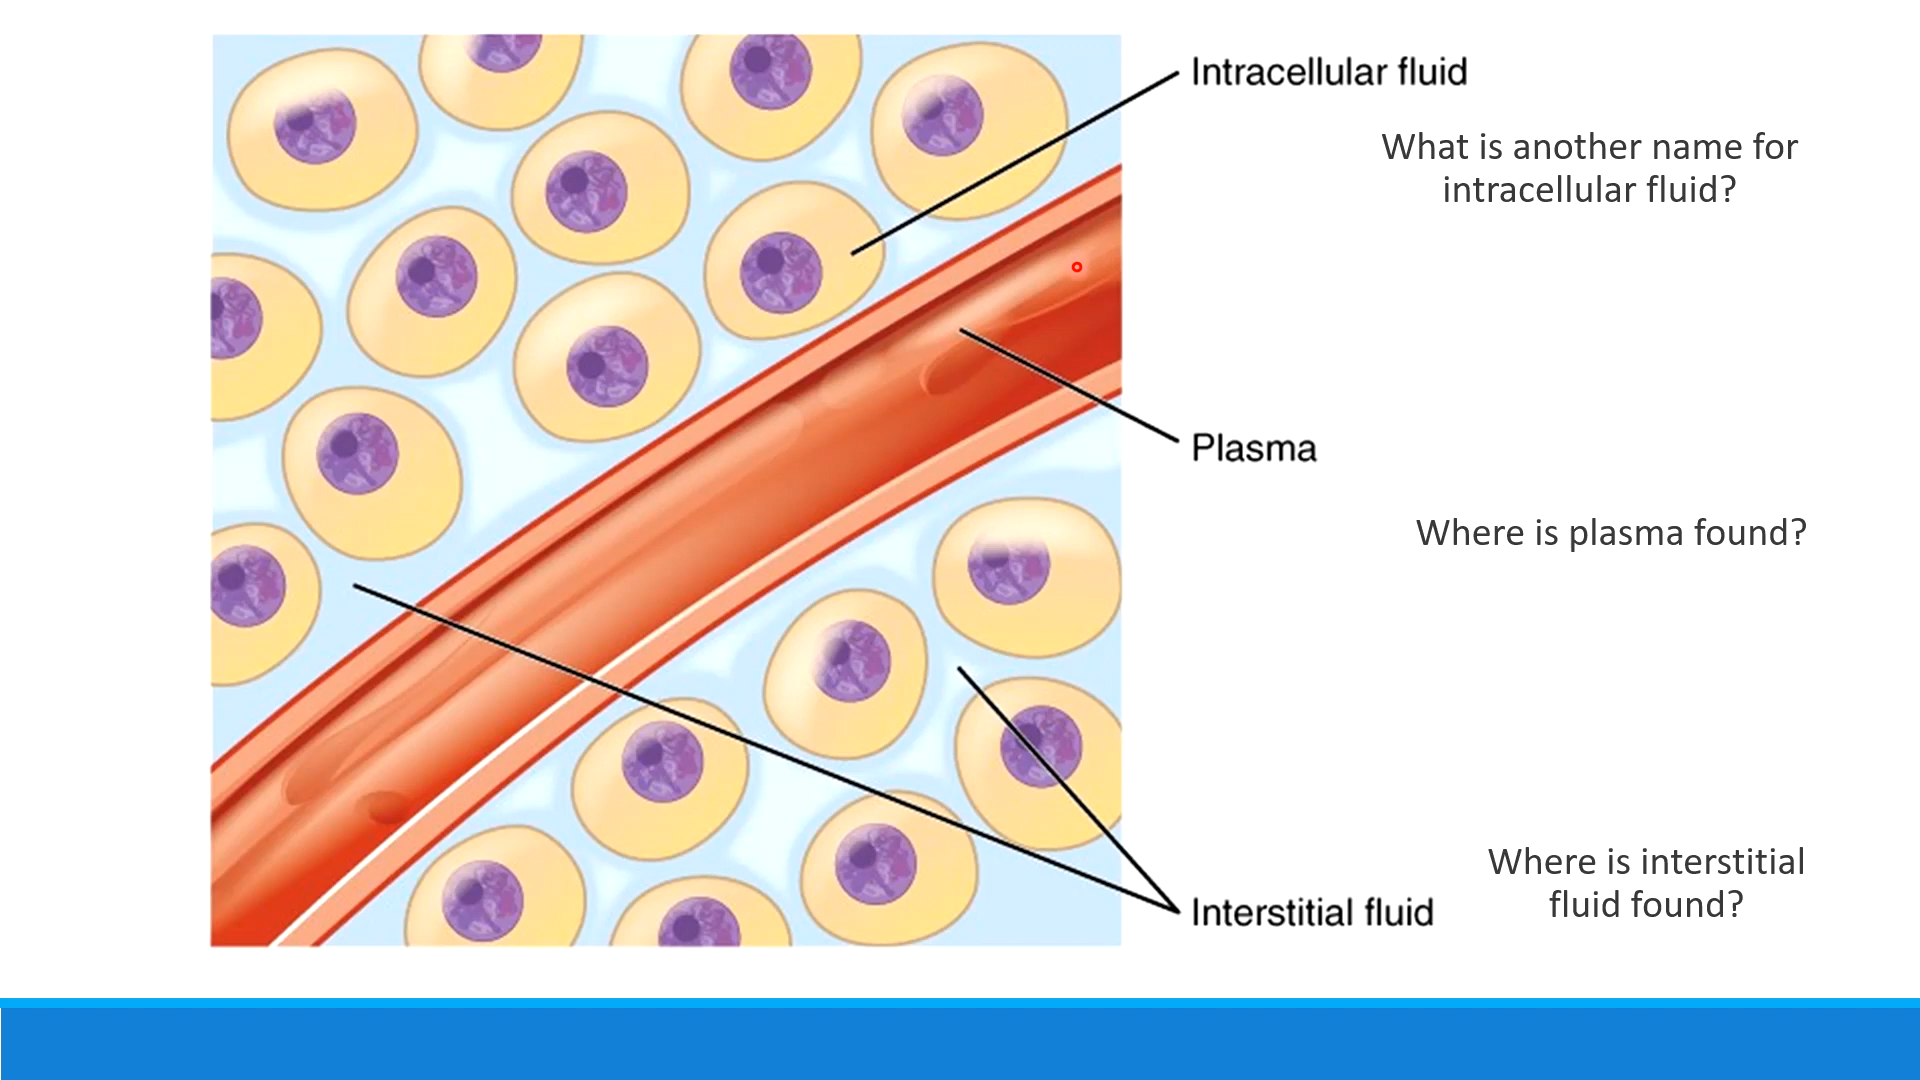 Intracellular fluid
What is another name for
intracellular fluid?
Plasma
Where is plasma found?
Where is interstitial
fluid found?
Interstitial fluid